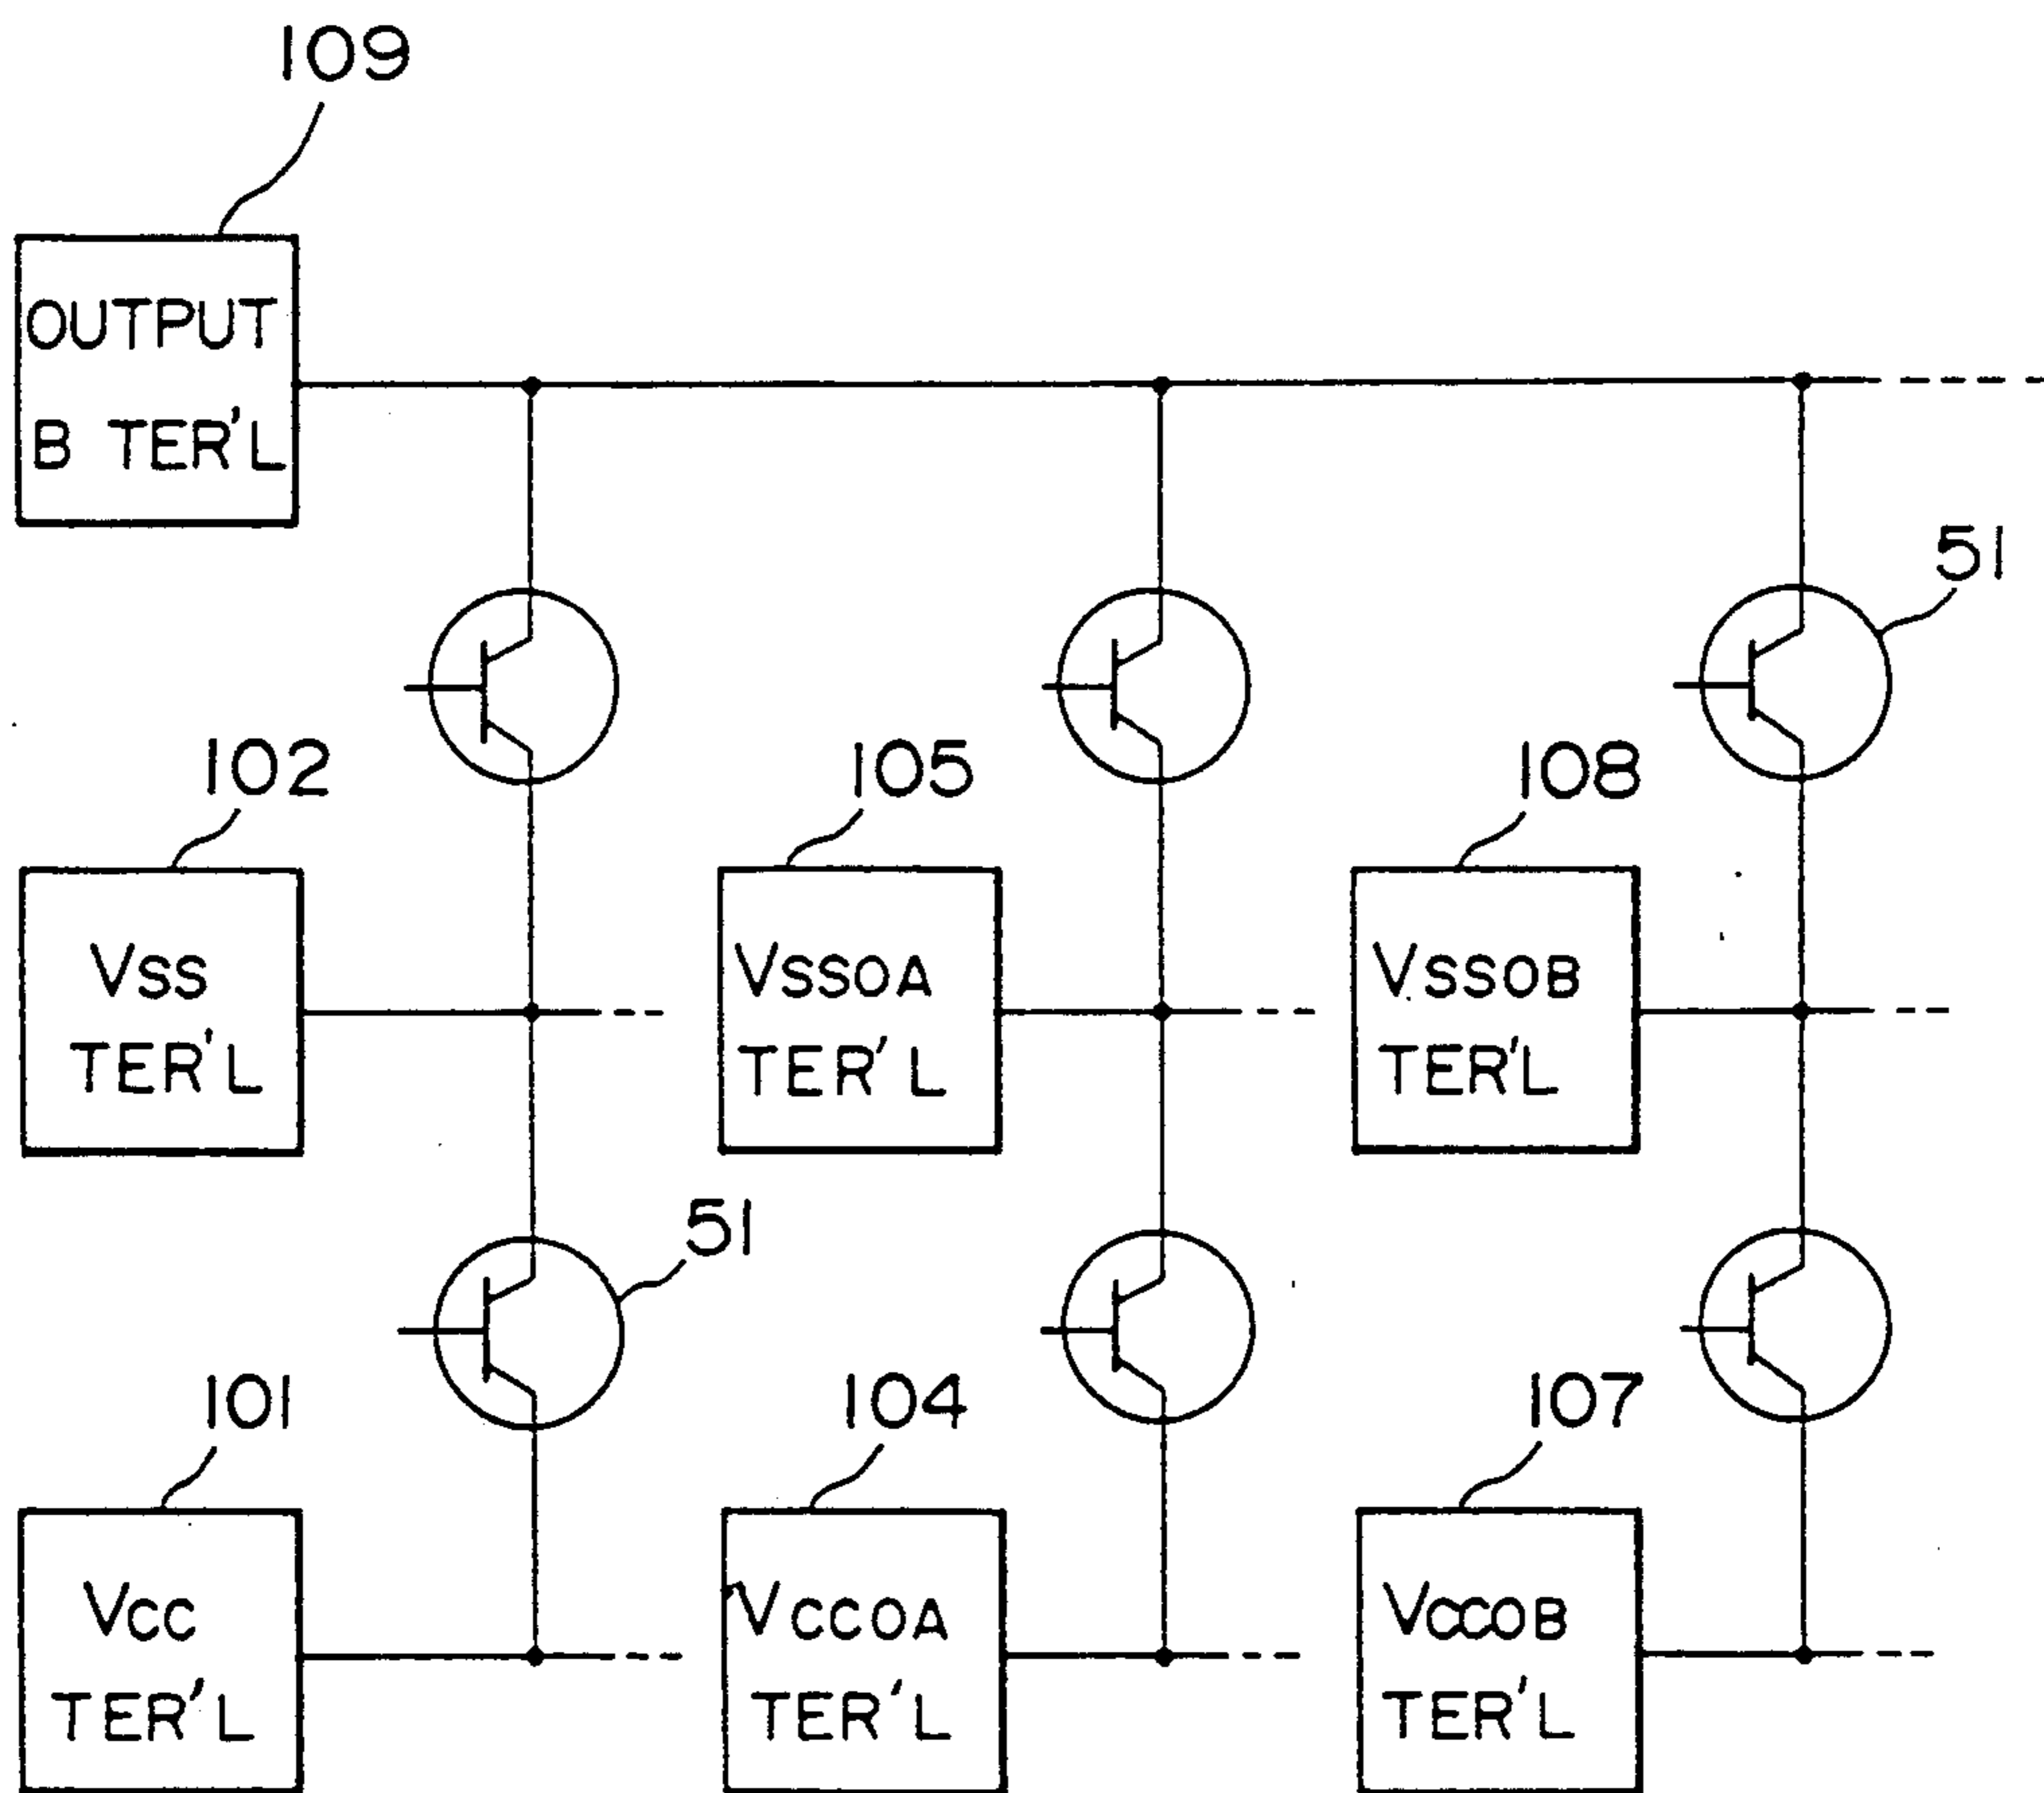 109
OUTPUT
B TER'L
51
102
105
108
VSS
TER'L
VSSOA
TER'L
VSSOB
TER'L
51
101
104
107
VCC
TER'L
VCCOA
TER'L
VCCOB
TER'L